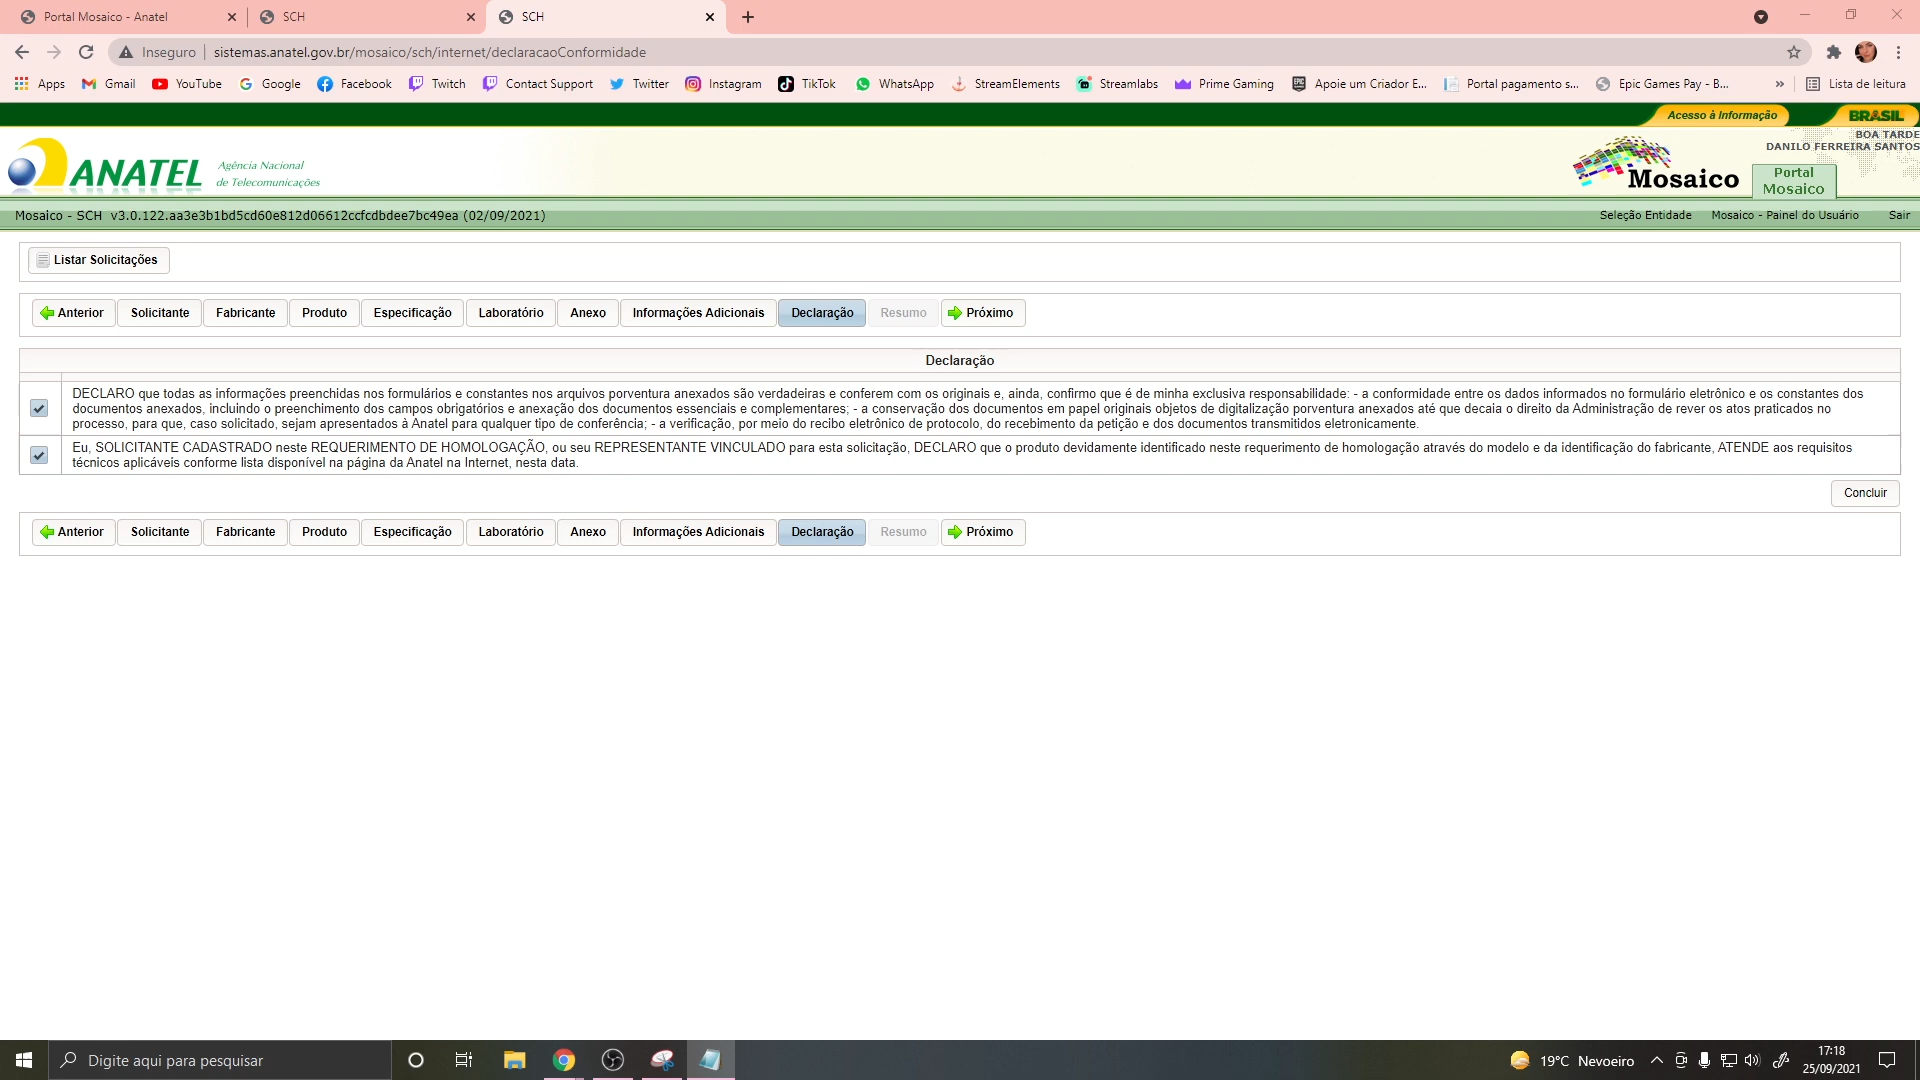 Portal Mosaico - Anatel
SCH
SCH
Inseguro
sistemas.anatel.gov.br/mosaico/sch/internet/declaracaoConformidade
Apps
Gmail
YouTube
Google
Facebook
Twitch
Contact Support
Twitter
Instagram
TikTok
WhatsApp
StreamElements
Streamlabs
Prime Gaming
Apoie um Criador E...
Portal pagamento s...
Epic Games Pay - B...
»
Lista de leitura
Acesso à Informação
BRASIL
BOA TARDE
DANILO FERREIRA SANTOS
ANATEL
Agência Nacional
de Telecomunicações
Mosaico
Portal
Mosaico
Mosaico - SCH v3.0.122.aa3e3b1bd5cd60e812d06612ccfcdbdee7bc49ea (02/09/2021)
Seleção Entidade
Mosaico - Painel do Usuário
Sair
Listar Solicitações
Anterior
Solicitante
Fabricante
Produto
Especificação
Laboratório
Anexo
Informações Adicionais
Declaração
Resumo
Próximo
Declaração
DECLARO que todas as informações preenchidas nos formulários e constantes nos arquivos porventura anexados são verdadeiras e conferem com os originais e, ainda, confirmo que é de minha exclusiva responsabilidade: - a conformidade entre os dados informados no formulário eletrônico e os constantes dos
documentos anexados, incluindo o preenchimento dos campos obrigatórios e anexação dos documentos essenciais e complementares; - a conservação dos documentos em papel originais objetos de digitalização porventura anexados até que decaia o direito da Administração de rever os atos praticados no
processo, para que, caso solicitado, sejam apresentados à Anatel para qualquer tipo de conferência; - a verificação, por meio do recibo eletrônico de protocolo, do recebimento da petição e dos documentos transmitidos eletronicamente.
Eu, SOLICITANTE CADASTRADO neste REQUERIMENTO DE HOMOLOGAÇÃO, ou seu REPRESENTANTE VINCULADO para esta solicitação, DECLARO que o produto devidamente identificado neste requerimento de homologação através do modelo e da identificação do fabricante, ATENDE aos requisitos
técnicos aplicáveis conforme lista disponível na página da Anatel na Internet, nesta data.
Concluir
Anterior
Solicitante
Fabricante
Produto
Especificação
Laboratório
Anexo
Informações Adicionais
Declaração
Resumo
Próximo
Digite aqui para pesquisar
19°C Nevoeiro
17:18
25/09/2021